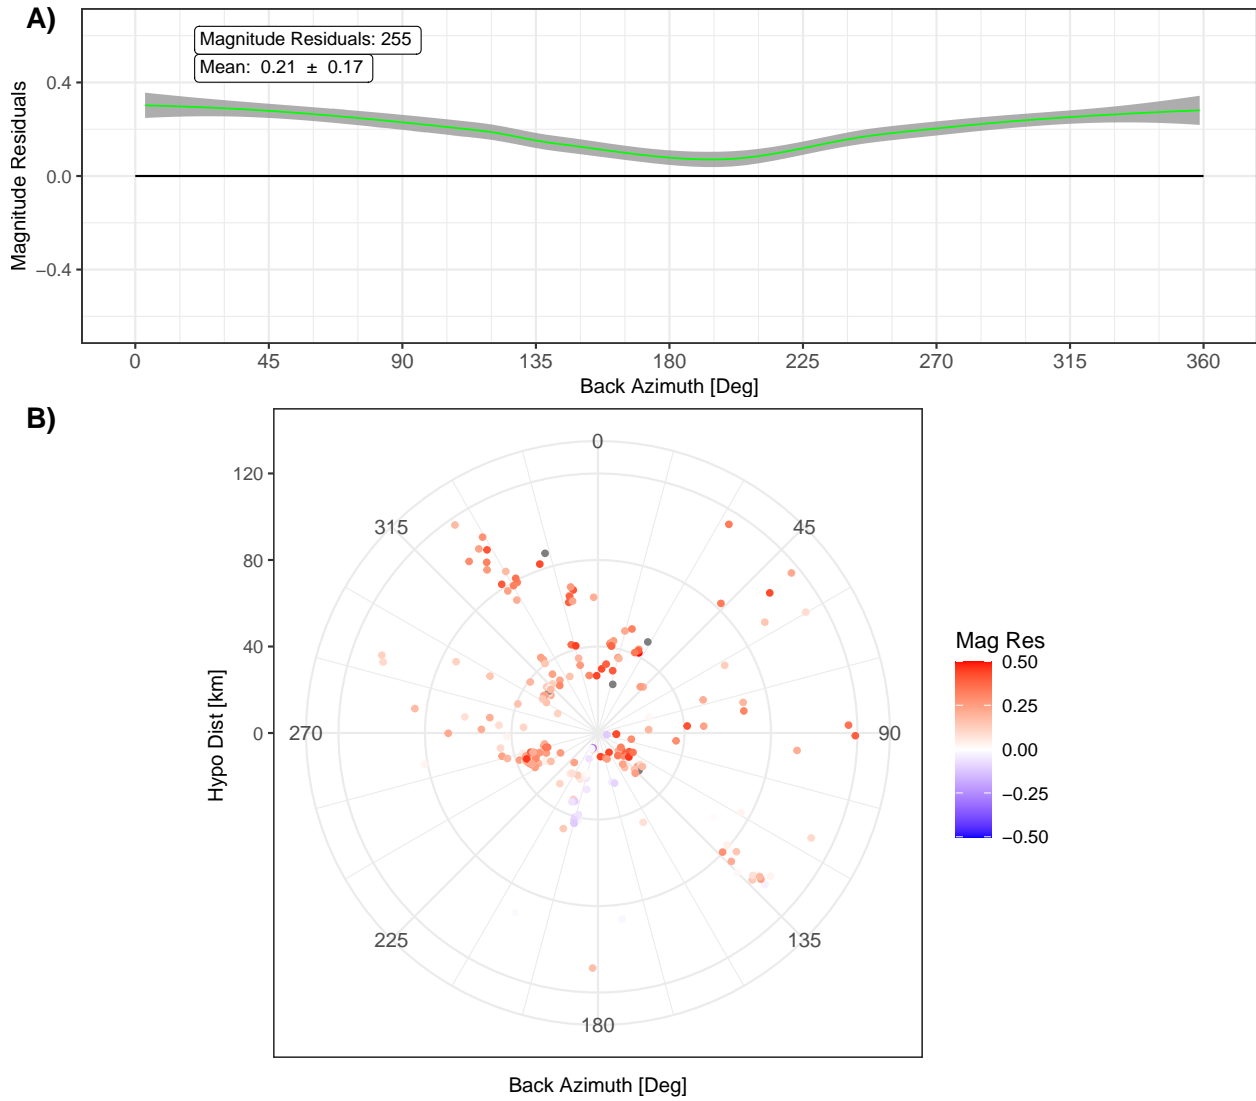 A)
Magnitude Residuals: 255
Mean:  0.21  ±  0.17
0.4
0.0
−0.4
Magnitude Residuals
0 45 90 135 180 225 270 315 360
Back Azimuth [Deg]
B)
0
45
90
135
180
225
270
315
120
80
40
0
Hypo Dist [km]
Back Azimuth [Deg]
Mag Res
0.50
0.25
0.00
−0.25
−0.50